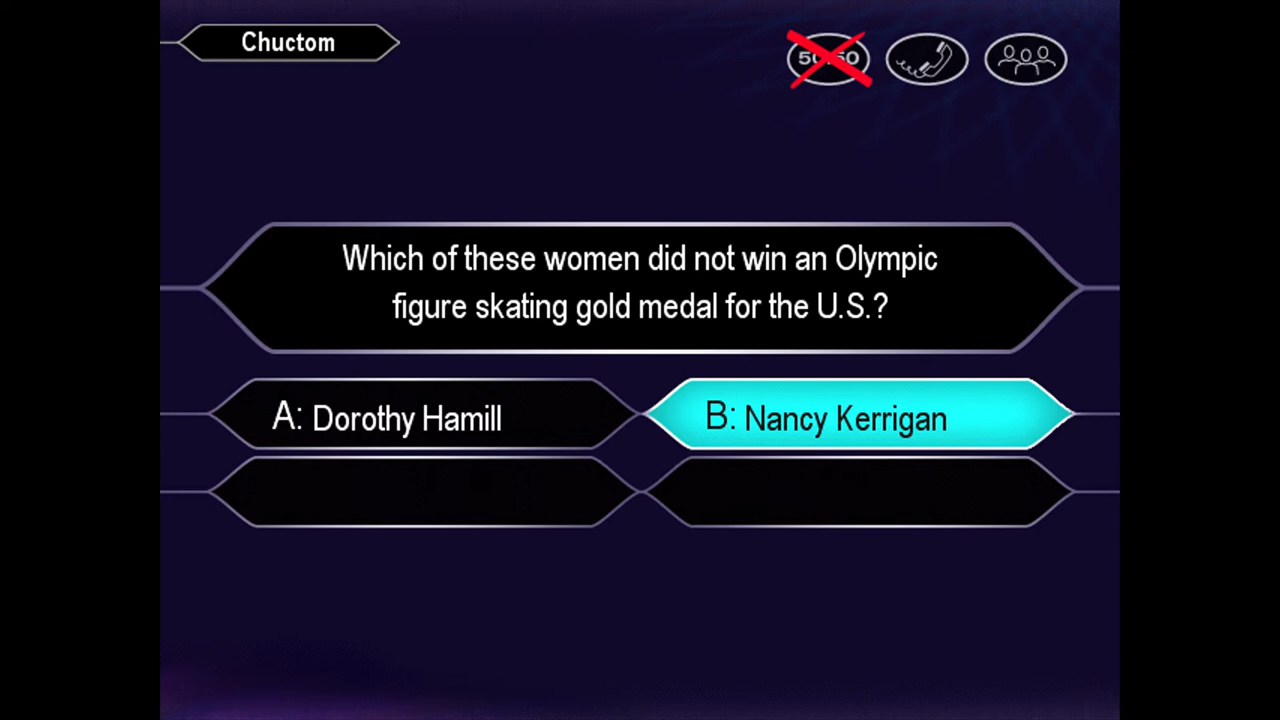 Chuctom
50:50
Which of these women did not win an Olympic
figure skating gold medal for the U.S.?
A: Dorothy Hamill
B: Nancy Kerrigan